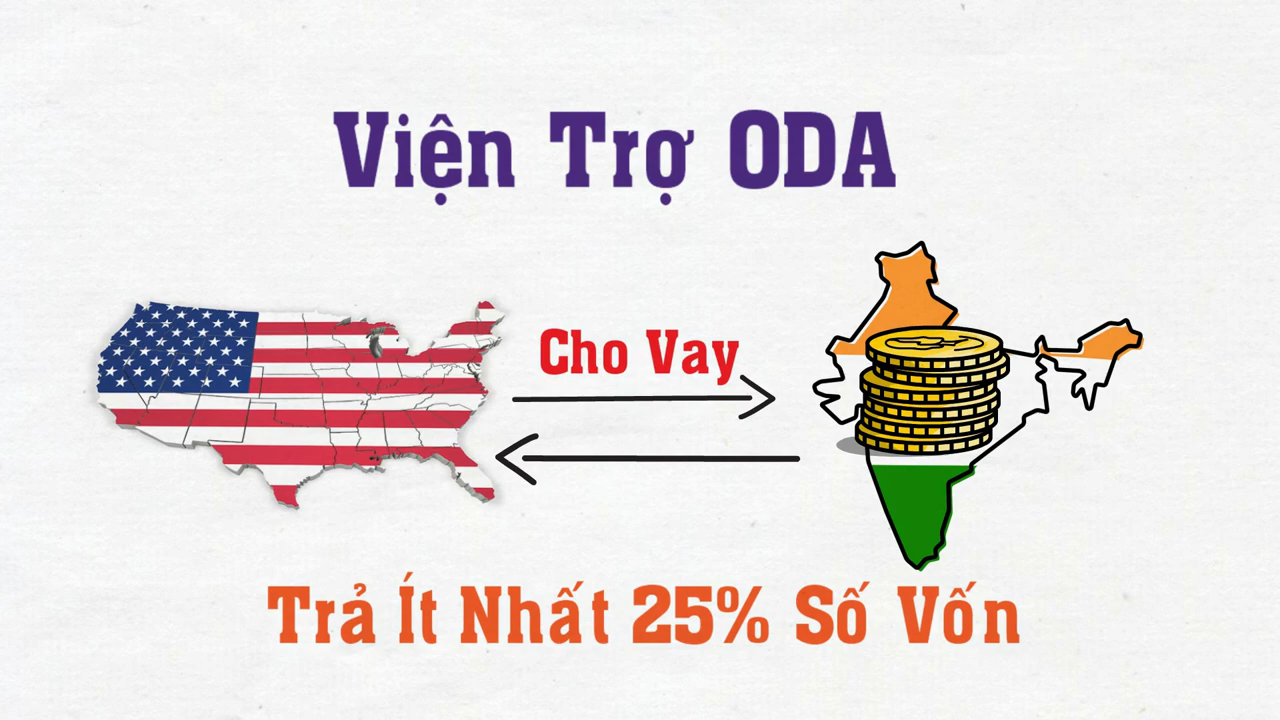 Viện Trợ ODA
Cho Vay
Trả Ít Nhất 25% Số Vốn